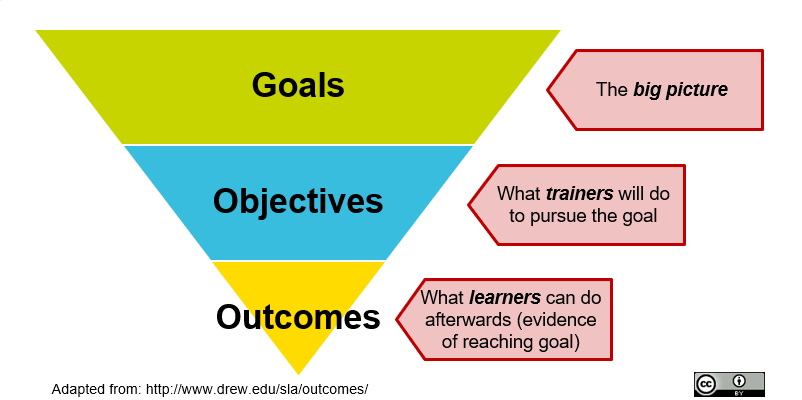 Goals
The big picture
Objectives
What trainers will do
to pursue the goal
Outcomes
What learners can do
afterwards (evidence
of reaching goal)
Adapted from: http://www.drew.edu/sla/outcomes/
cc
BY